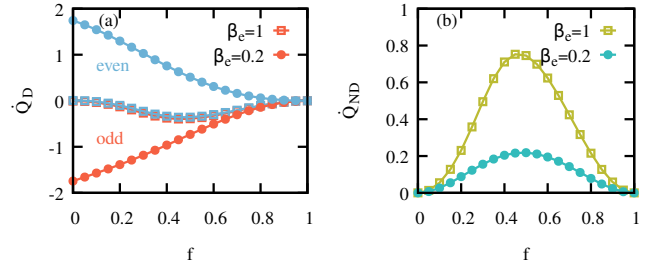 (a)
β_e=1
β_e=0.2
even
odd
Q̇_D
2
1
0
-1
-2
0 0.2 0.4 0.6 0.8 1
f
(b)
β_e=1
β_e=0.2
Q̇_ND
1
0.8
0.6
0.4
0.2
0
0 0.2 0.4 0.6 0.8 1
f